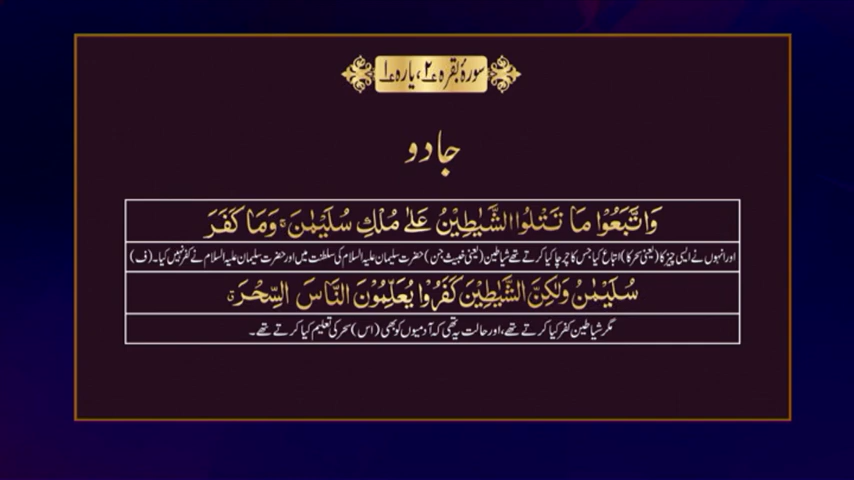 سورۂ بقرہ ۲، پارہ ۱
جادو
وَاتَّبَعُوْا مَا تَتْلُوا الشَّيٰطِيْنُ عَلٰى مُلْكِ سُلَيْمٰنَ ۚ وَمَا كَفَرَ
اور انہوں نے ایسی چیز کا (یعنی سحر کا) اتباع کیا جس کا چرچا کیا کرتے تھے شیاطین (یعنی خبیث جن) حضرت سلیمان علیہ السلام کی سلطنت میں اور حضرت سلیمان علیہ السلام نے کفر نہیں کیا۔ (ف)
سُلَيْمٰنُ وَلٰكِنَّ الشَّيٰطِيْنَ كَفَرُوْا يُعَلِّمُوْنَ النَّاسَ السِّحْرَ ۗ
مگر شیاطین کفر کیا کرتے تھے، اور حالت یہ تھی کہ آدمیوں کو بھی (اس) سحر کی تعلیم کیا کرتے تھے۔